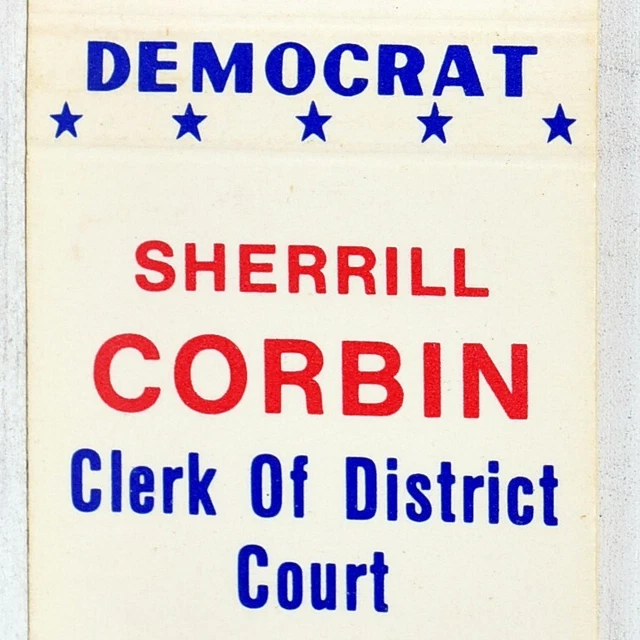 DEMOCRAT
SHERRILL
CORBIN
Clerk Of District
Court